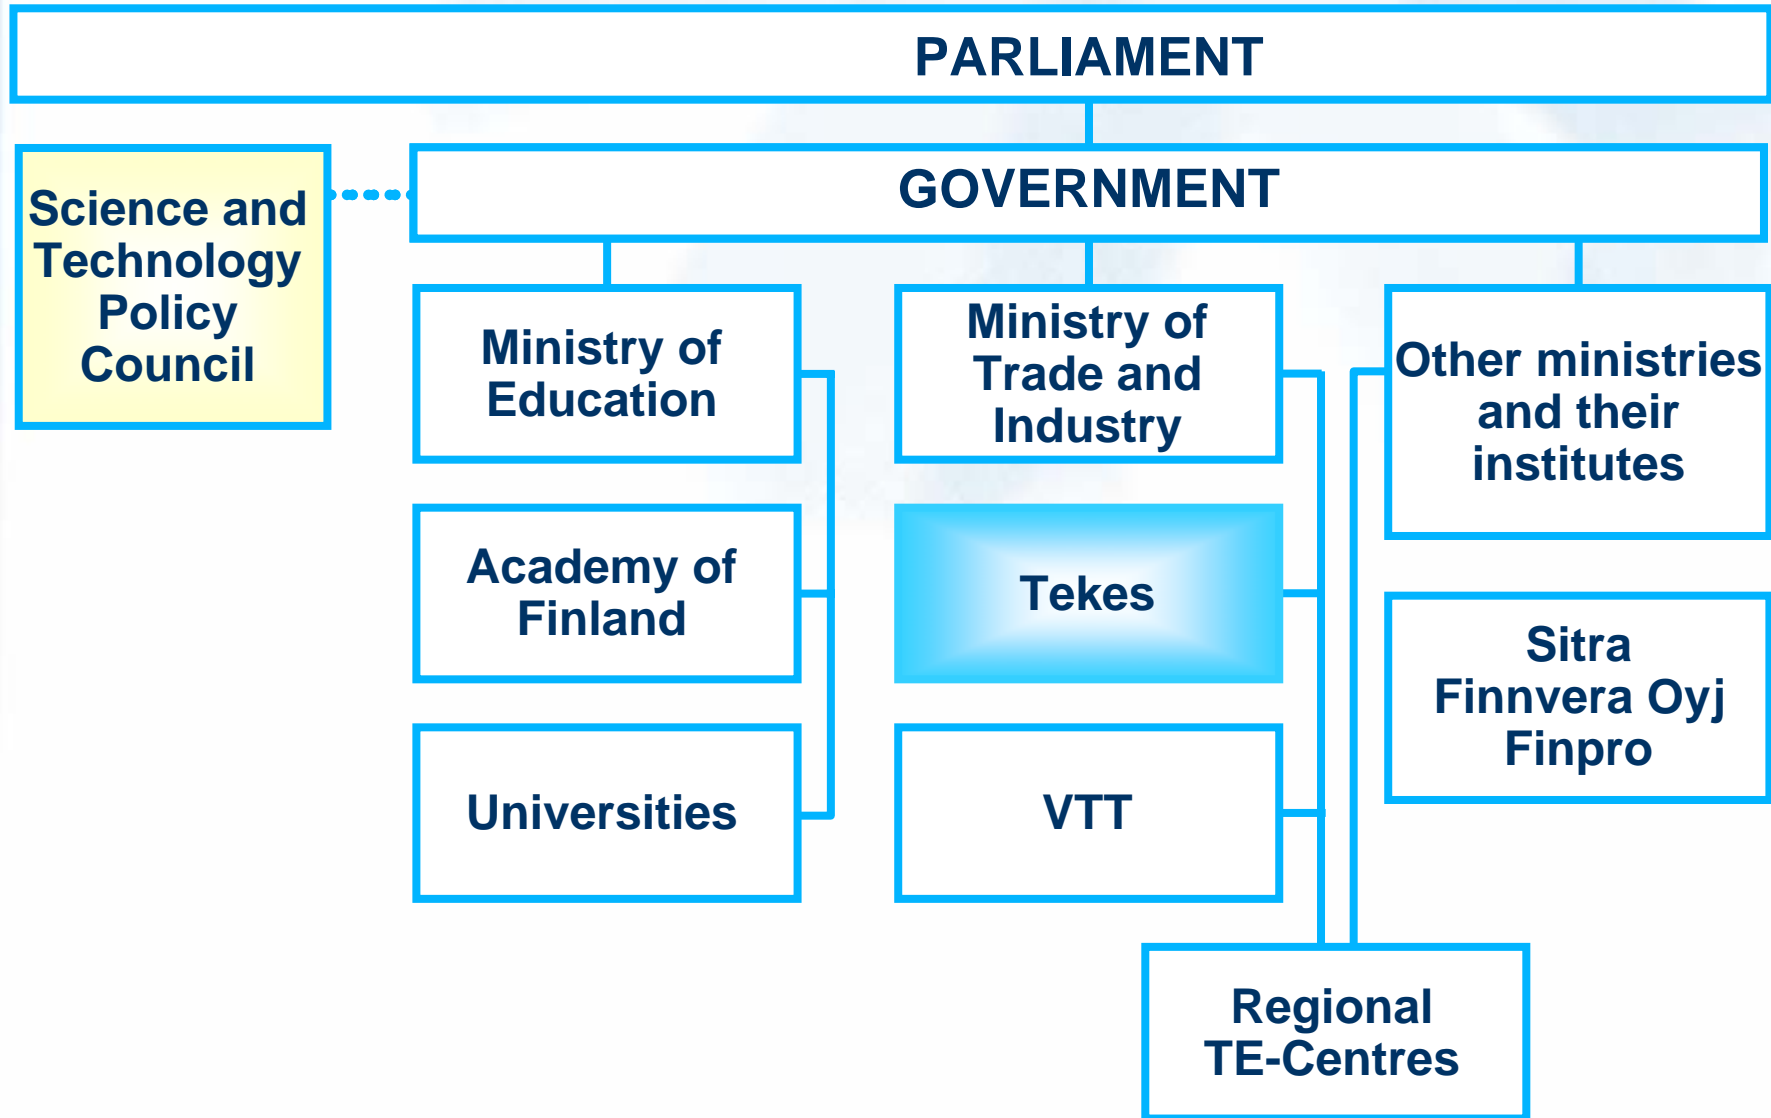 PARLIAMENT
Science and
Technology
Policy
Council
GOVERNMENT
Ministry of
Education
Ministry of
Trade and
Industry
Other ministries
and their
institutes
Academy of
Finland
Tekes
Sitra
Finnvera Oyj
Finpro
Universities
VTT
Regional
TE-Centres